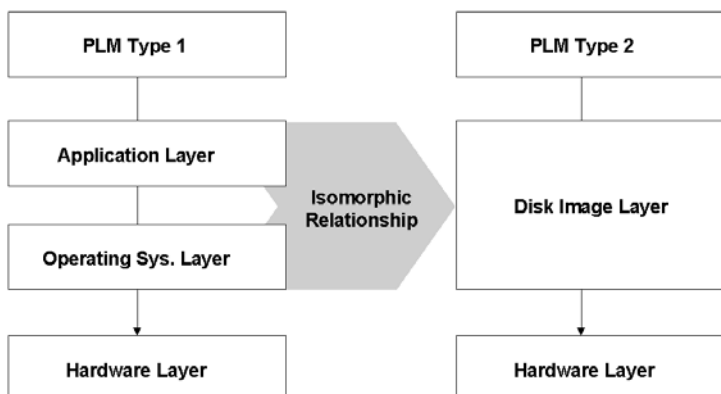 PLM Type 1
PLM Type 2
Application Layer
Isomorphic
Relationship
Disk Image Layer
Operating Sys. Layer
Hardware Layer
Hardware Layer